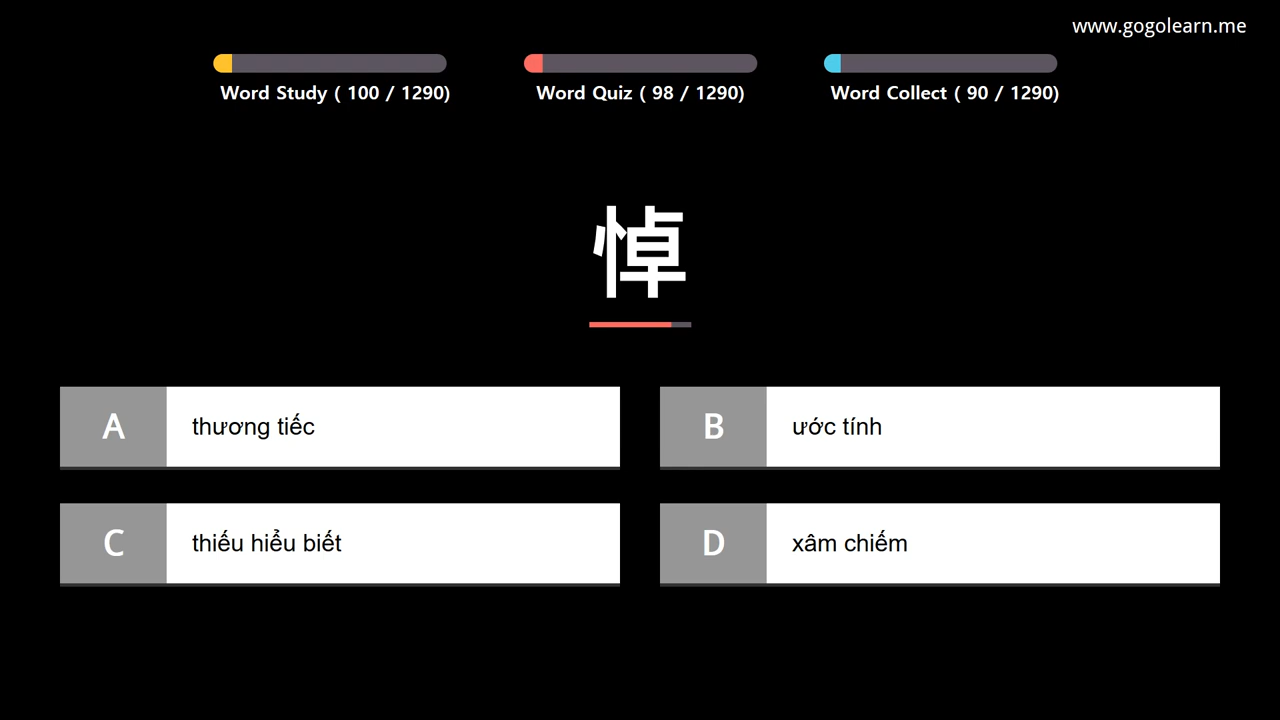 www.gogolearn.me
Word Study ( 100 / 1290)
Word Quiz ( 98 / 1290)
Word Collect ( 90 / 1290)
悼
A thương tiếc
B ước tính
C thiếu hiểu biết
D xâm chiếm